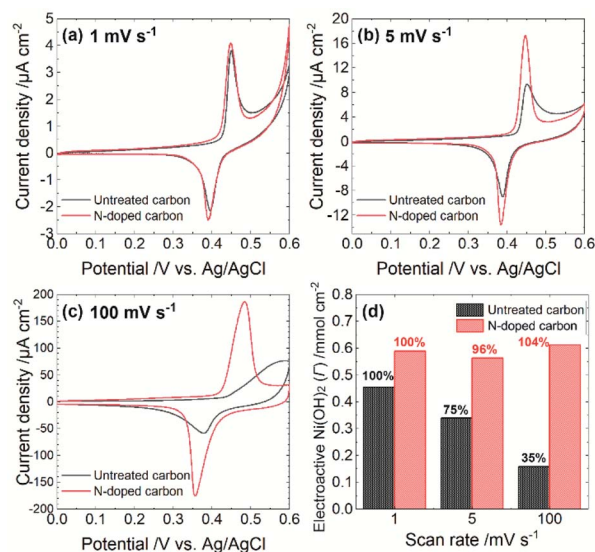 (a) 1 mV s⁻¹
Current density /µA cm⁻²
5
4
3
2
1
0
-1
-2
-3
Untreated carbon
N-doped carbon
0.0 0.1 0.2 0.3 0.4 0.5 0.6
Potential /V vs. Ag/AgCl
(b) 5 mV s⁻¹
Current density /µA cm⁻²
16
12
8
4
0
-4
-8
-12
Untreated carbon
N-doped carbon
0.0 0.1 0.2 0.3 0.4 0.5 0.6
Potential /V vs. Ag/AgCl
(c) 100 mV s⁻¹
Current density /µA cm⁻²
200
150
100
50
0
-50
-100
-150
-200
Untreated carbon
N-doped carbon
0.0 0.1 0.2 0.3 0.4 0.5 0.6
Potential /V vs. Ag/AgCl
(d)
Untreated carbon
N-doped carbon
Electroactive Ni(OH)₂ (Γ) /mmol cm⁻²
0.8
0.7
0.6
0.5
0.4
0.3
0.2
0.1
0.0
100%
100%
75%
96%
35%
104%
1 5 100
Scan rate /mV s⁻¹